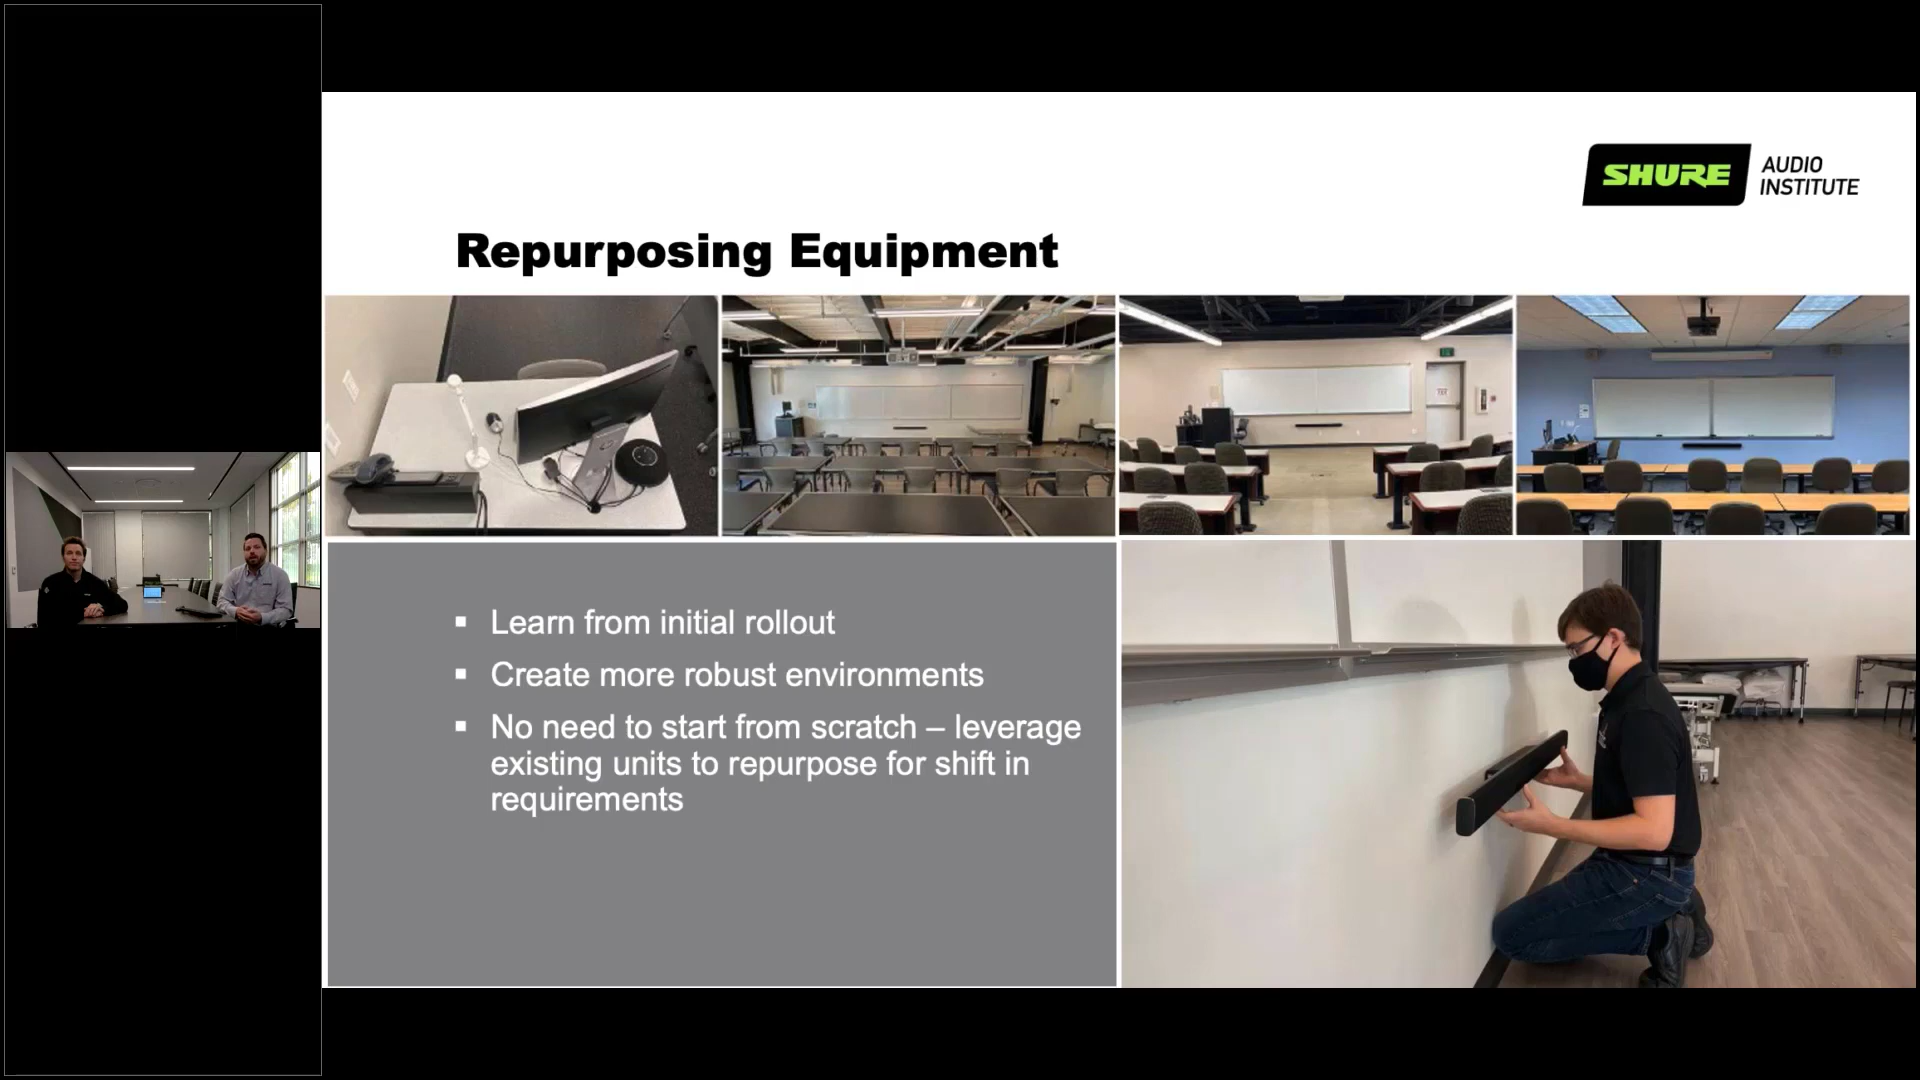 SHURE
AUDIO
INSTITUTE
Repurposing Equipment
▪ Learn from initial rollout
▪ Create more robust environments
▪ No need to start from scratch – leverage
existing units to repurpose for shift in
requirements